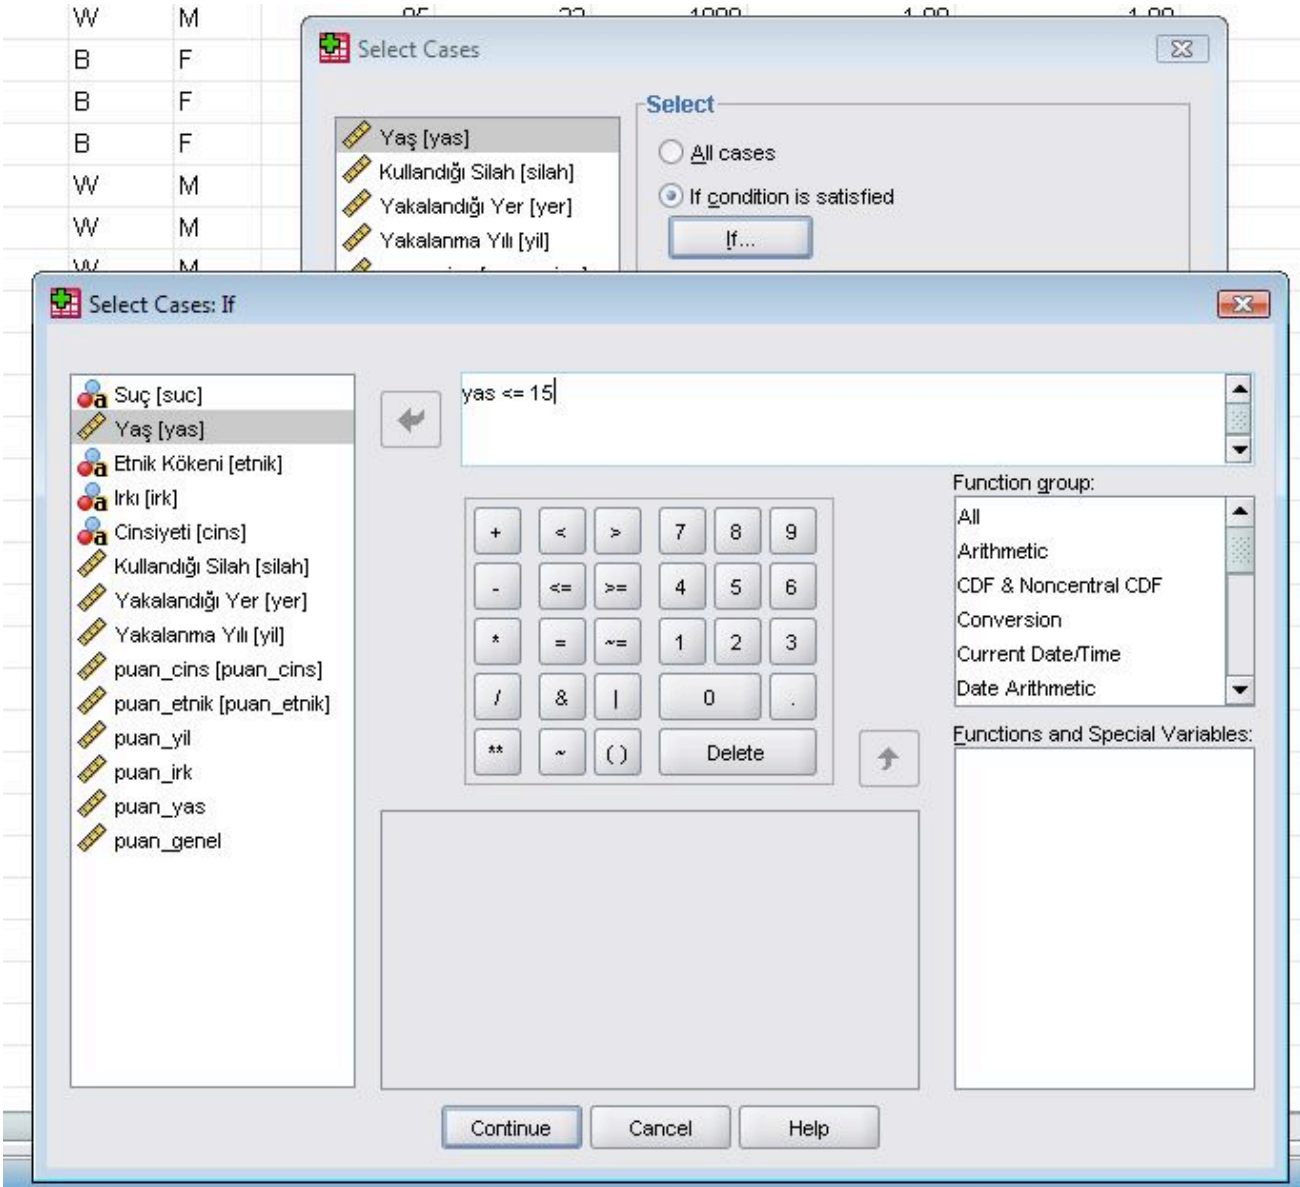 W M
Select Cases
B F
B F
B F
W M
W M
W M
Select
Yaş [yas]
Kullandığı Silah [silah]
Yakalandığı Yer [yer]
Yakalanma Yılı [yil]
All cases
If condition is satisfied
If...
Select Cases: If
Suç [suc]
Yaş [yas]
Etnik Kökeni [etnik]
Irkı [irk]
Cinsiyeti [cins]
Kullandığı Silah [silah]
Yakalandığı Yer [yer]
Yakalanma Yılı [yil]
puan_cins [puan_cins]
puan_etnik [puan_etnik]
puan_yil
puan_irk
puan_yas
puan_genel
yas <= 15
+ < > 7 8 9
- <= >= 4 5 6
* = ~= 1 2 3
/ & | 0 .
** ~ ( ) Delete
Function group:
All
Arithmetic
CDF & Noncentral CDF
Conversion
Current Date/Time
Date Arithmetic
Functions and Special Variables:
Continue Cancel Help